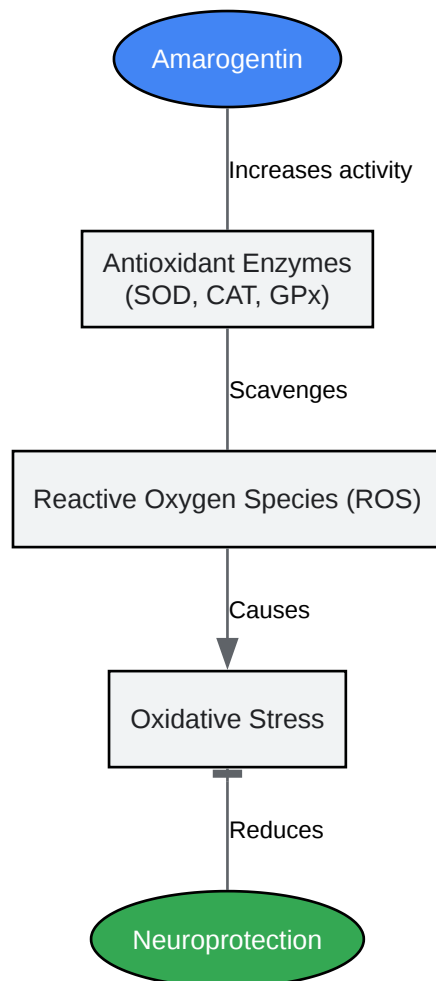 Amarogentin
Increases activity
Antioxidant Enzymes
(SOD, CAT, GPx)
Scavenges
Reactive Oxygen Species (ROS)
Causes
Oxidative Stress
Reduces
Neuroprotection